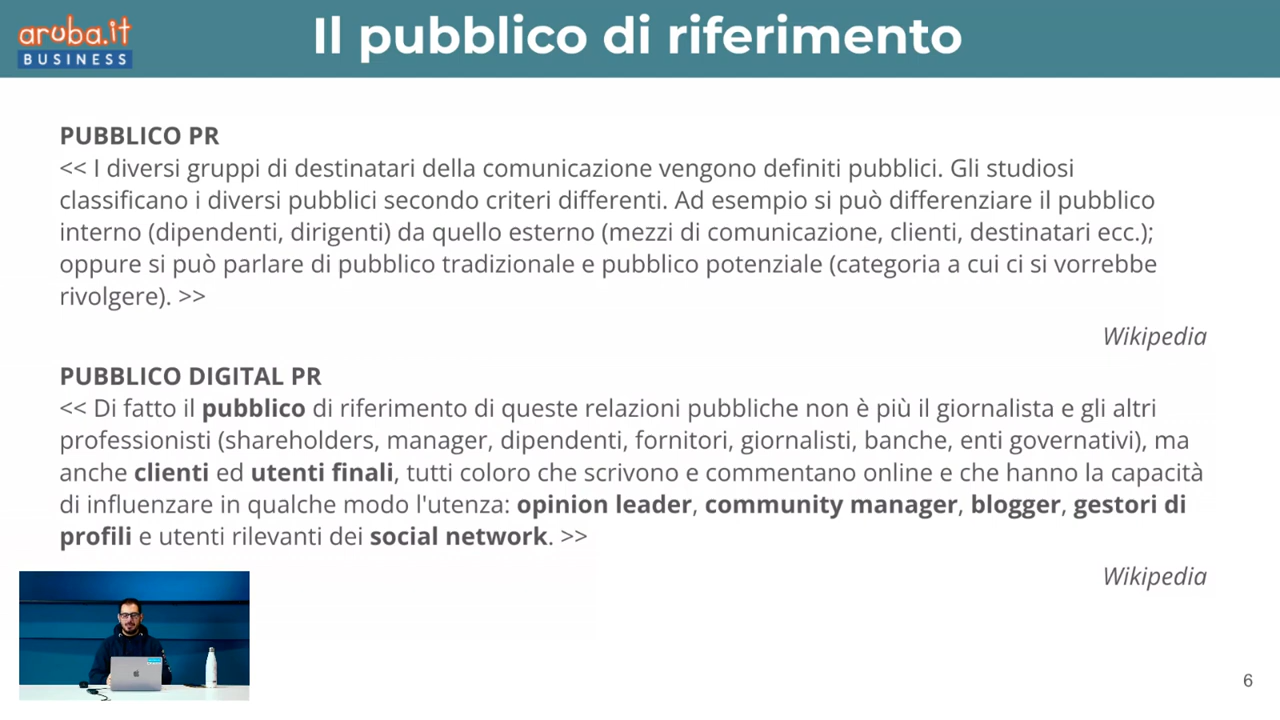 aruba.it
BUSINESS
Il pubblico di riferimento
PUBBLICO PR
<< I diversi gruppi di destinatari della comunicazione vengono definiti pubblici. Gli studiosi
classificano i diversi pubblici secondo criteri differenti. Ad esempio si può differenziare il pubblico
interno (dipendenti, dirigenti) da quello esterno (mezzi di comunicazione, clienti, destinatari ecc.);
oppure si può parlare di pubblico tradizionale e pubblico potenziale (categoria a cui ci si vorrebbe
rivolgere). >>
Wikipedia
PUBBLICO DIGITAL PR
<< Di fatto il pubblico di riferimento di queste relazioni pubbliche non è più il giornalista e gli altri
professionisti (shareholders, manager, dipendenti, fornitori, giornalisti, banche, enti governativi), ma
anche clienti ed utenti finali, tutti coloro che scrivono e commentano online e che hanno la capacità
di influenzare in qualche modo l'utenza: opinion leader, community manager, blogger, gestori di
profili e utenti rilevanti dei social network. >>
Wikipedia
6